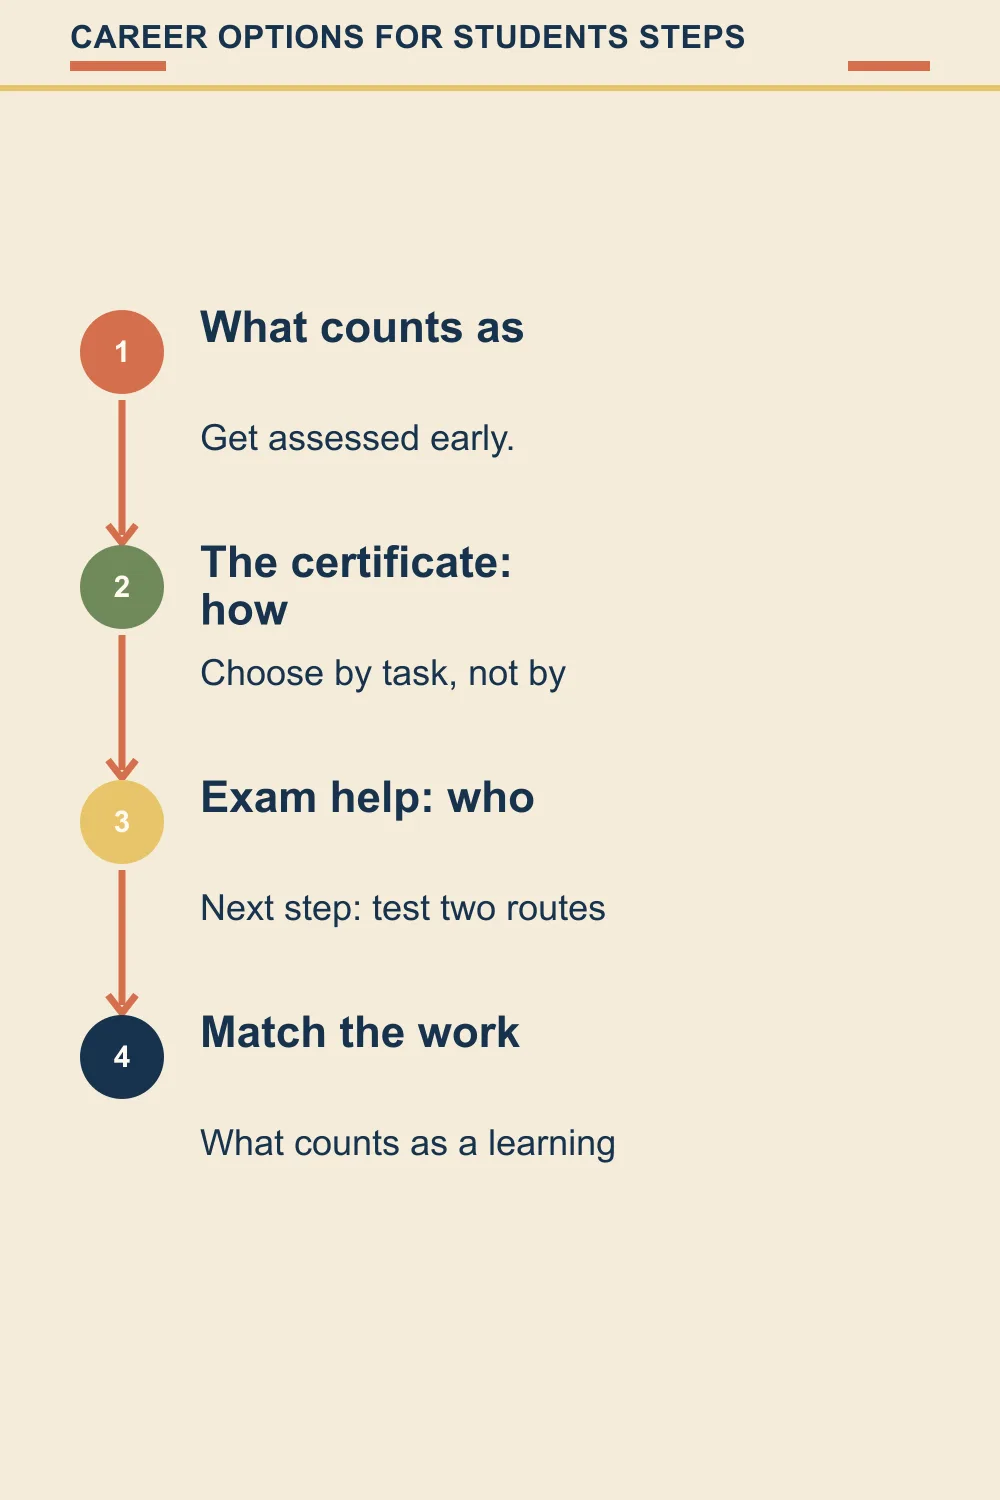 CAREER OPTIONS FOR STUDENTS STEPS
1
What counts as
Get assessed early.
2
The certificate:
how
Choose by task, not by
3
Exam help: who
Next step: test two routes
4
Match the work
What counts as a learning